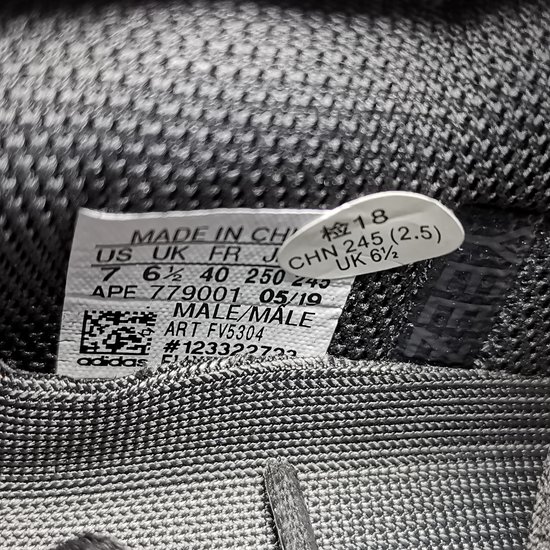 检18
CHN 245 (2.5)
UK 6½
MADE IN
US UK FR
7 6½ 40 250 245
APE 779001 05/19
MALE/MALE
ART FV5304
adidas